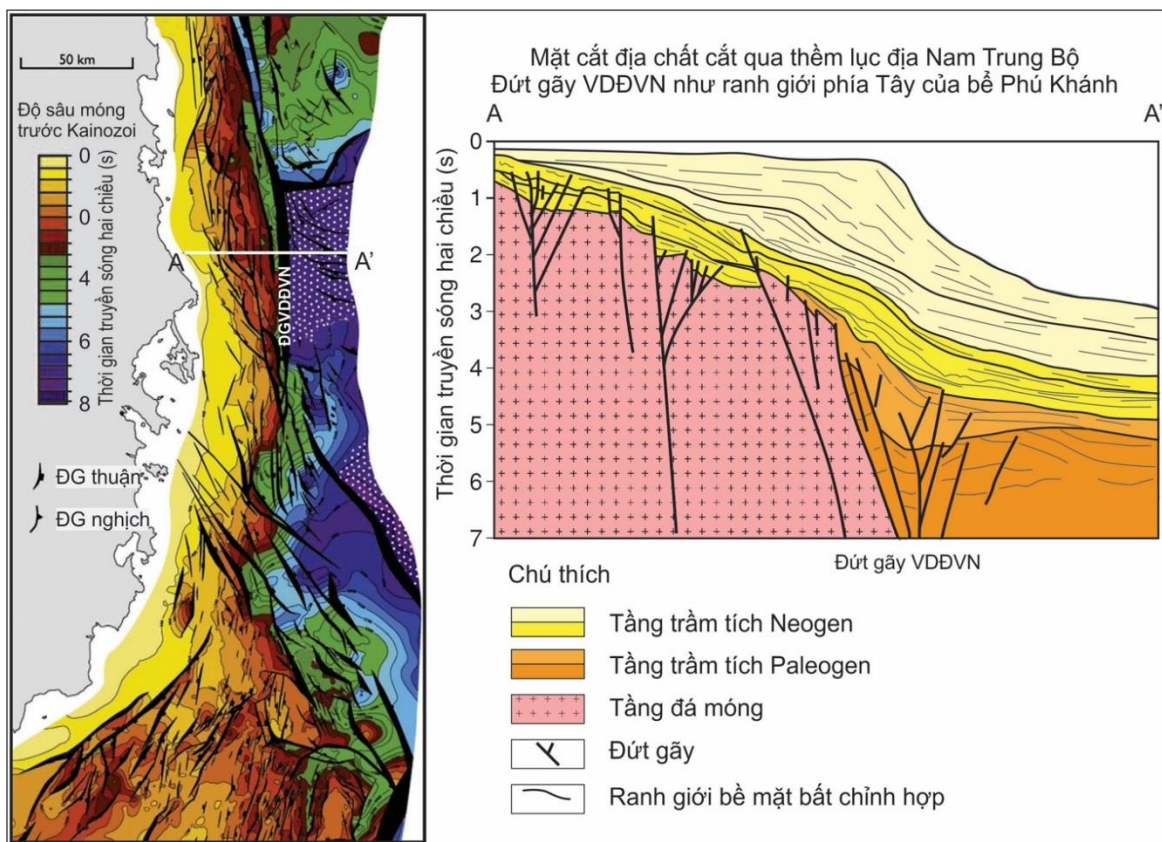 50 km
Độ sâu móng
trước Kainozoi
0
0
4
6
8
Thời gian truyền sóng hai chiều (s)
A
A'
ĐGVDĐVN
ĐG thuận
ĐG nghịch
Mặt cắt địa chất cắt qua thềm lục địa Nam Trung Bộ
Đứt gãy VDĐVN như ranh giới phía Tây của bể Phú Khánh
A
A'
Thời gian truyền sóng hai chiều (s)
0
1
2
3
4
5
6
7
Đứt gãy VDĐVN
Chú thích
Tầng trầm tích Neogen
Tầng trầm tích Paleogen
Tầng đá móng
Đứt gãy
Ranh giới bề mặt bất chỉnh hợp